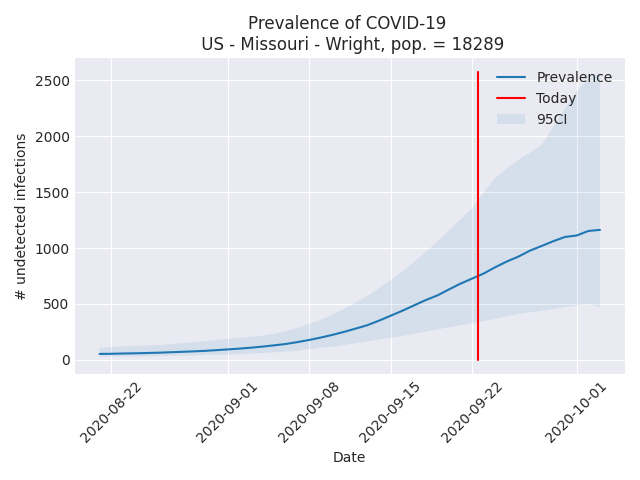 Prevalence of COVID-19
US - Missouri - Wright, pop. = 18289
Prevalence
Today
95CI
# undetected infections
2500
2000
1500
1000
500
0
2020-08-22
2020-09-01
2020-09-08
2020-09-15
2020-09-22
2020-10-01
Date